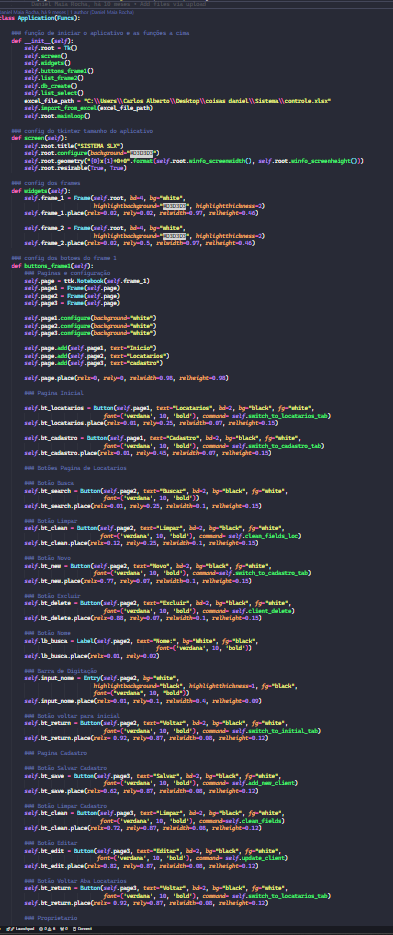 Daniel Maia Rocha, há 10 meses • Add files via upload
class Application(Funcs):
### função de iniciar o aplicativo e as funções a cima
def __init__(self):
self.root = Tk()
self.screen()
self.widgets()
self.buttons_frame1()
self.list_frame2()
self.db_create()
self.list_select()
excel_file_path = "C:\\Users\\Carlos Alberto\\Desktop\\coisas daniel\\Sistema\\controle.xlsx"
self.import_from_excel(excel_file_path)
self.root.mainloop()
### config do tkinter tamanho do aplicativo
def screen(self):
self.root.title("SISTEMA SLX")
self.root.configure(background="#D3D3D3")
self.root.geometry("{0}x{1}+0+0".format(self.root.winfo_screenwidth(), self.root.winfo_screenheight()))
self.root.resizable(True, True)
### config dos frames
def widgets(self):
self.frame_1 = Frame(self.root, bd=4, bg="white",
highlightbackground="#D3D3D3", highlightthickness=2)
self.frame_1.place(relx=0.02, rely=0.02, relwidth=0.97, relheight=0.46)
self.frame_2 = Frame(self.root, bd=4, bg="white",
highlightbackground="#D3D3D3", highlightthickness=2)
self.frame_2.place(relx=0.02, rely=0.5, relwidth=0.97, relheight=0.46)
### config dos botoes do frame 1
def buttons_frame1(self):
### Paginas e configuração
self.page = ttk.Notebook(self.frame_1)
self.page1 = Frame(self.page)
self.page2 = Frame(self.page)
self.page3 = Frame(self.page)
self.page1.configure(background="white")
self.page2.configure(background="white")
self.page3.configure(background="white")
self.page.add(self.page1, text="Inicio")
self.page.add(self.page2, text="Locatarios")
self.page.add(self.page3, text="cadastro")
self.page.place(relx=0, rely=0, relwidth=0.98, relheight=0.98)
### Pagina Inicial
self.bt_locatarios = Button(self.page1, text="Locatarios", bd=2, bg="black", fg="white",
font=('verdana', 10, 'bold'), command= self.switch_to_locatarios_tab)
self.bt_locatarios.place(relx=0.01, rely=0.25, relwidth=0.07, relheight=0.15)
self.bt_cadastro = Button(self.page1, text="Cadastro", bd=2, bg="black", fg="white",
font=('verdana', 10, 'bold'), command= self.switch_to_cadastro_tab)
self.bt_cadastro.place(relx=0.01, rely=0.45, relwidth=0.07, relheight=0.15)
### Botões Pagina de Locatarios
### Botão Busca
self.bt_search = Button(self.page2, text="Buscar", bd=2, bg="black", fg="white",
font=('verdana', 10, 'bold'))
self.bt_search.place(relx=0.01, rely=0.25, relwidth=0.1, relheight=0.15)
### Botão Limpar
self.bt_clean = Button(self.page2, text="Limpar", bd=2, bg="black", fg="white",
font=('verdana', 10, 'bold'), command= self.clean_fields_loc)
self.bt_clean.place(relx=0.12, rely=0.25, relwidth=0.1, relheight=0.15)
### Botão Novo
self.bt_new = Button(self.page2, text="Novo", bd=2, bg="black", fg="white",
font=('verdana', 10, 'bold'), command=self.switch_to_cadastro_tab)
self.bt_new.place(relx=0.77, rely=0.07, relwidth=0.1, relheight=0.15)
### Botão Excluir
self.bt_delete = Button(self.page2, text="Excluir", bd=2, bg="black", fg="white",
font=('verdana', 10, 'bold'), command= self.client_delete)
self.bt_delete.place(relx=0.88, rely=0.07, relwidth=0.1, relheight=0.15)
### Botão Nome
self.lb_busca = Label(self.page2, text="Nome:", bg="White", fg="black",
font=('verdana', 10, 'bold'))
self.lb_busca.place(relx=0.01, rely=0.02)
### Barra de Digitação
self.input_nome = Entry(self.page2, bg="white",
highlightbackground="black", highlightthickness=1, fg="black",
font=("verdana", 10, "bold"))
self.input_nome.place(relx=0.01, rely=0.1, relwidth=0.4, relheight=0.09)
### Botão voltar para inicial
self.bt_return = Button(self.page2, text="Voltar", bd=2, bg="black", fg="white",
font=('verdana', 10, 'bold'), command= self.switch_to_initial_tab)
self.bt_return.place(relx= 0.92, rely=0.87, relwidth=0.08, relheight=0.12)
### Pagina Cadastro
### Botão Salvar Cadastro
self.bt_save = Button(self.page3, text="Salvar", bd=2, bg="black", fg="white",
font=('verdana', 10, 'bold'), command= self.add_new_client)
self.bt_save.place(relx=0.62, rely=0.87, relwidth=0.08, relheight=0.12)
### Botão Limpar Cadastro
self.bt_clean = Button(self.page3, text="Limpar", bd=2, bg="black", fg="white",
font=('verdana', 10, 'bold'), command=self.clean_fields)
self.bt_clean.place(relx=0.72, rely=0.87, relwidth=0.08, relheight=0.12)
### Botão Editar
self.bt_edit = Button(self.page3, text="Editar", bd=2, bg="black", fg="white",
font=('verdana', 10, 'bold'), command= self.update_client)
self.bt_edit.place(relx=0.82, rely=0.87, relwidth=0.08, relheight=0.12)
### Botão Voltar Aba Locatarios
self.bt_return = Button(self.page3, text="Voltar", bd=2, bg="black", fg="white",
font=('verdana', 10, 'bold'), command= self.switch_to_locatarios_tab)
self.bt_return.place(relx= 0.92, rely=0.87, relwidth=0.08, relheight=0.12)
### Proprietario
Launchpad